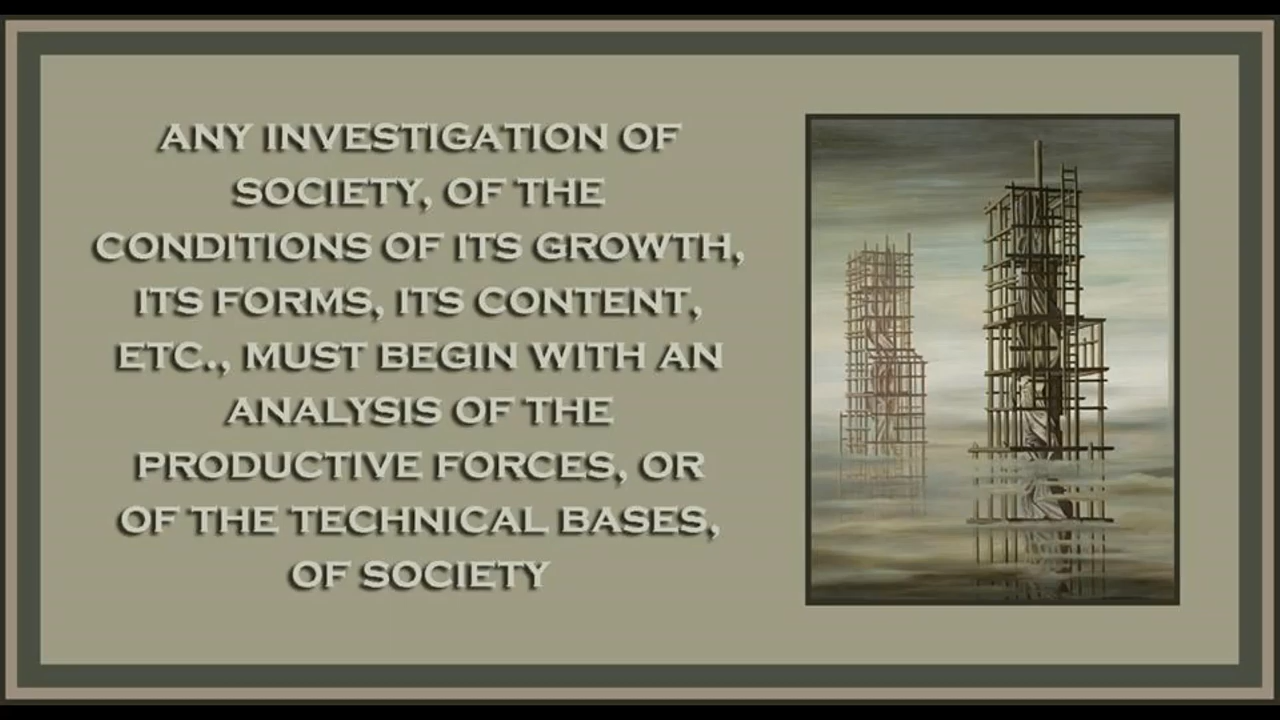 ANY INVESTIGATION OF
SOCIETY, OF THE
CONDITIONS OF ITS GROWTH,
ITS FORMS, ITS CONTENT,
ETC., MUST BEGIN WITH AN
ANALYSIS OF THE
PRODUCTIVE FORCES, OR
OF THE TECHNICAL BASES,
OF SOCIETY